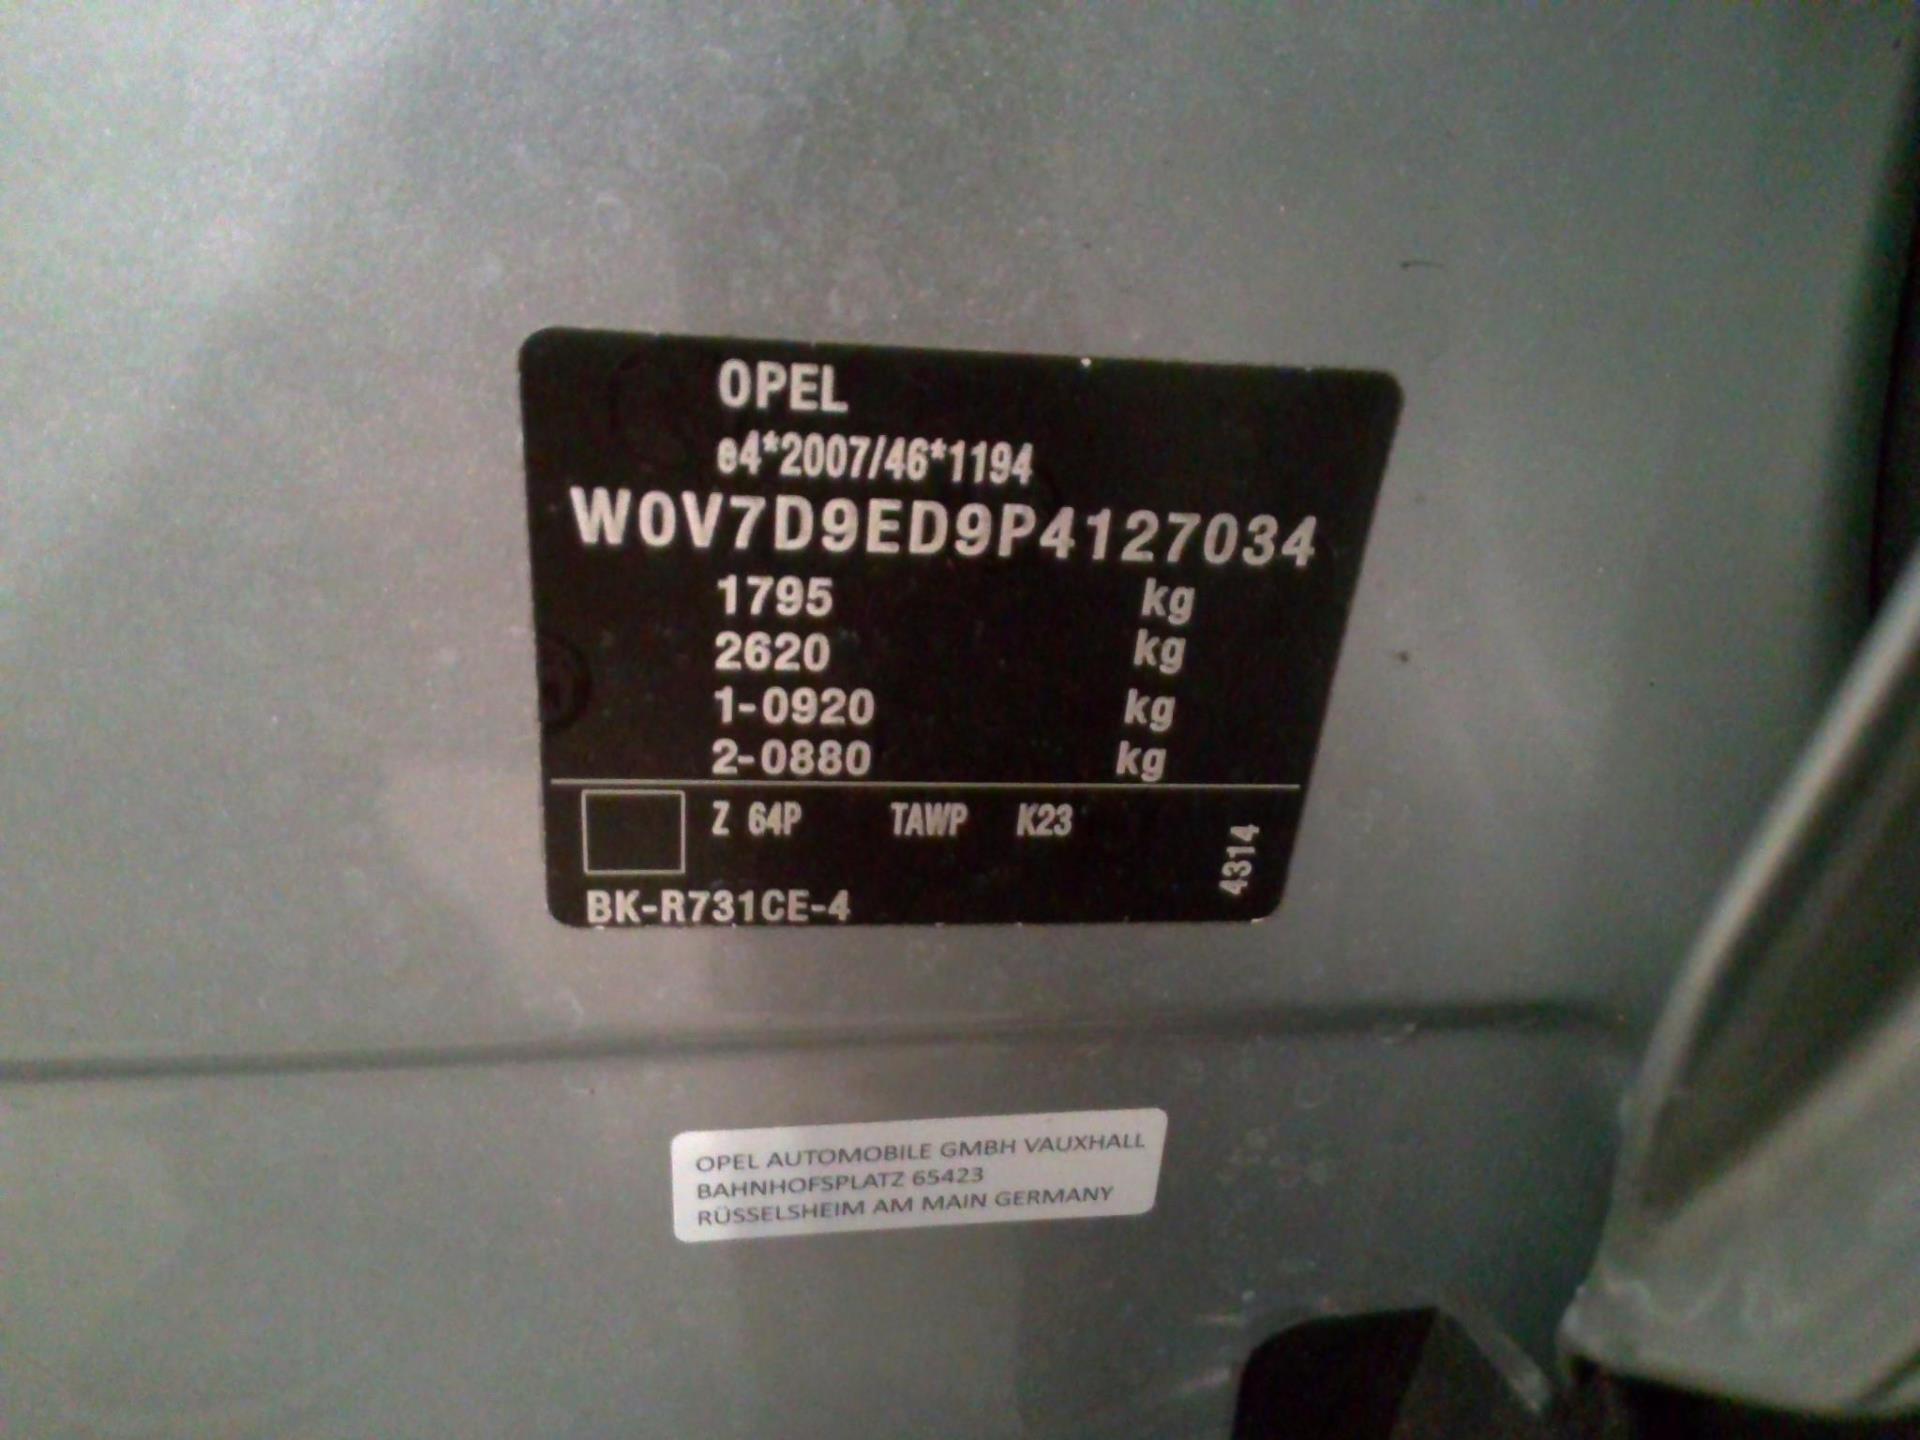 OPEL
e4*2007/46*1194
W0V7D9ED9P4127034
1795 kg
2620 kg
1-0920 kg
2-0880 kg
Z 64P TAWP K23
4314
BK-R731CE-4
OPEL AUTOMOBILE GMBH VAUXHALL
BAHNHOFSPLATZ 65423
RÜSSELSHEIM AM MAIN GERMANY